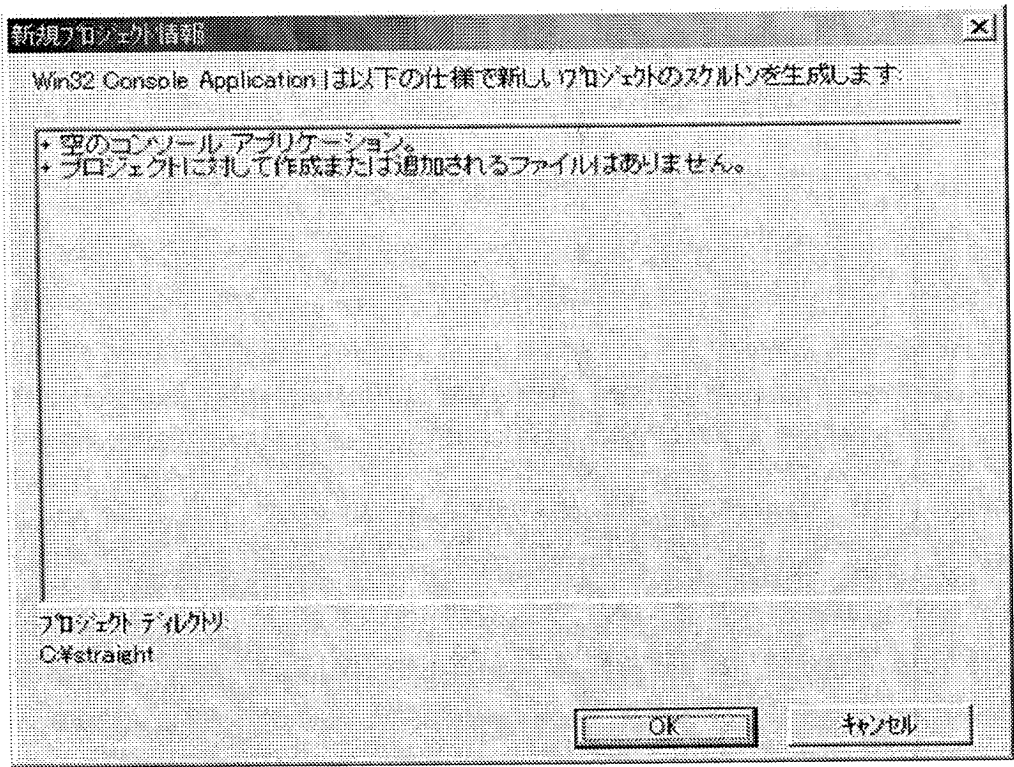 新規ﾌﾟﾛｼﾞｪｸﾄ情報
Win32 Console Application は以下の仕様で新しいﾌﾟﾛｼﾞｪｸﾄのｽｹﾙﾄﾝを生成します:
+ 空のコンソール アプリケーション。
+ プロジェクトに対して作成または追加されるファイルはありません。
ﾌﾟﾛｼﾞｪｸﾄ ﾃﾞｨﾚｸﾄﾘ:
C:¥straight
OK
ｷｬﾝｾﾙ